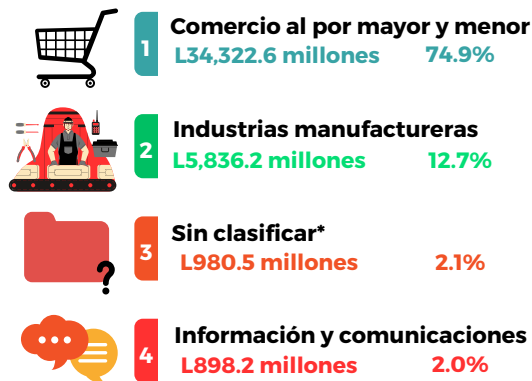 1
Comercio al por mayor y menor
L34,322.6 millones 74.9%
2
Industrias manufactureras
L5,836.2 millones 12.7%
3
Sin clasificar*
L980.5 millones 2.1%
?
4
Información y comunicaciones
L898.2 millones 2.0%